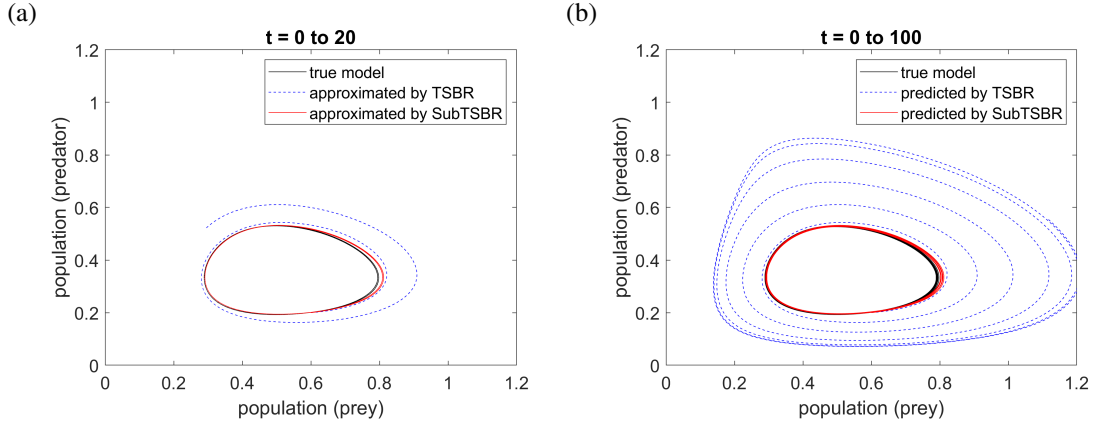 (a)
t = 0 to 20
1.2
1
0.8
0.6
0.4
0.2
0
population (predator)
true model
approximated by TSBR
approximated by SubTSBR
0 0.2 0.4 0.6 0.8 1 1.2
population (prey)
(b)
t = 0 to 100
1.2
1
0.8
0.6
0.4
0.2
0
population (predator)
true model
predicted by TSBR
predicted by SubTSBR
0 0.2 0.4 0.6 0.8 1 1.2
population (prey)